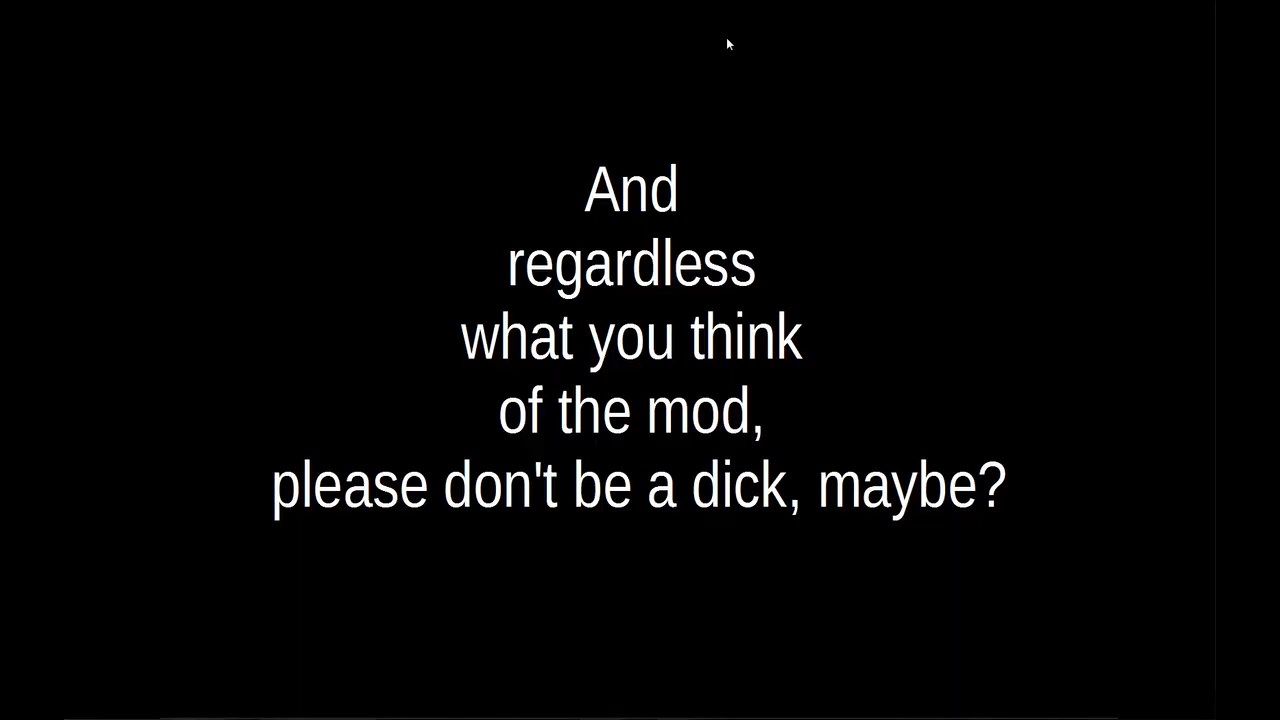 And
regardless
what you think
of the mod,
please don't be a dick, maybe?